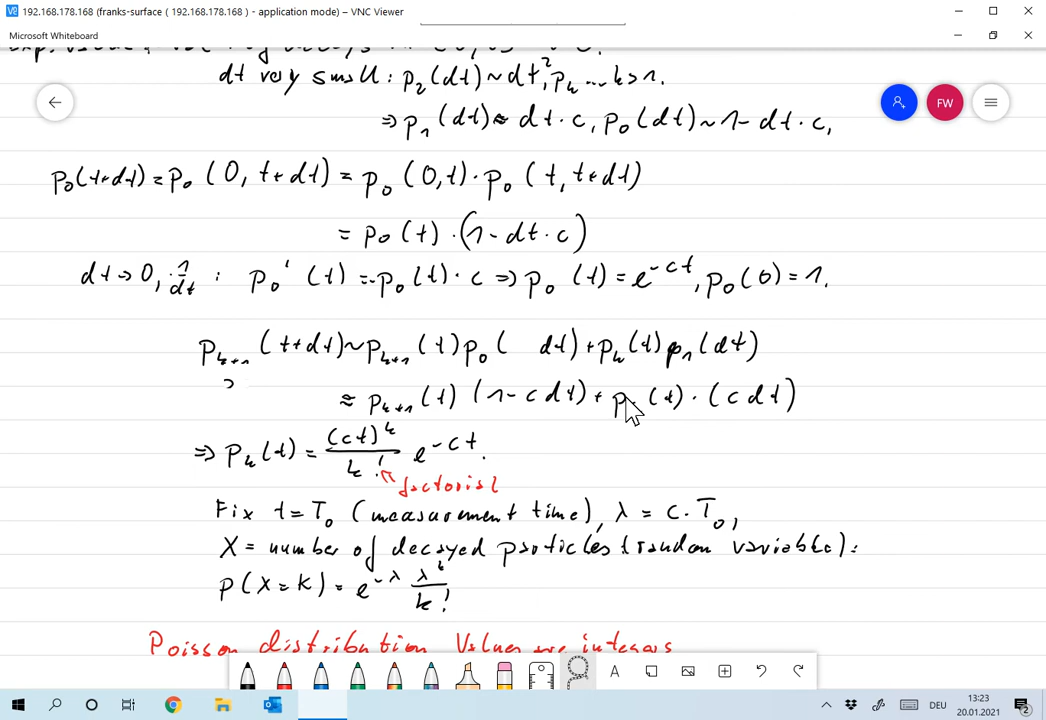 192.168.178.168 (franks-surface ( 192.168.178.168 ) - application mode) – VNC Viewer
Microsoft Whiteboard
dt very small: p₂(dt) ~ dt², pₖ ... k > 1.
FW
⇒ p₁(dt) ≈ dt · c, p₀(dt) ~ 1 - dt · c,
p₀(t+dt) = p₀(0, t+dt) = p₀(0,t) · p₀(t, t+dt)
= p₀(t) · (1 - dt · c)
dt → 0, · 1/dt : p₀'(t) = -p₀(t) · c ⇒ p₀(t) = e^(-ct), p₀(0) = 1.
pₖ₊₁(t+dt) ~ pₖ₊₁(t) p₀(dt) + pₖ(t) p₁(dt)
≈ pₖ₊₁(t) (1 - c dt) + p (t) · (c dt)
⇒ pₖ(t) = (ct)^k / k! e^(-ct).
factorial
Fix t = T₀ (measurement time), λ = c · T₀,
X = number of decayed particles (random variable):
P(X = k) = e^(-λ) λ^k / k!
Poisson distribution Values are integers
A
DEU
13:23
20.01.2021
2